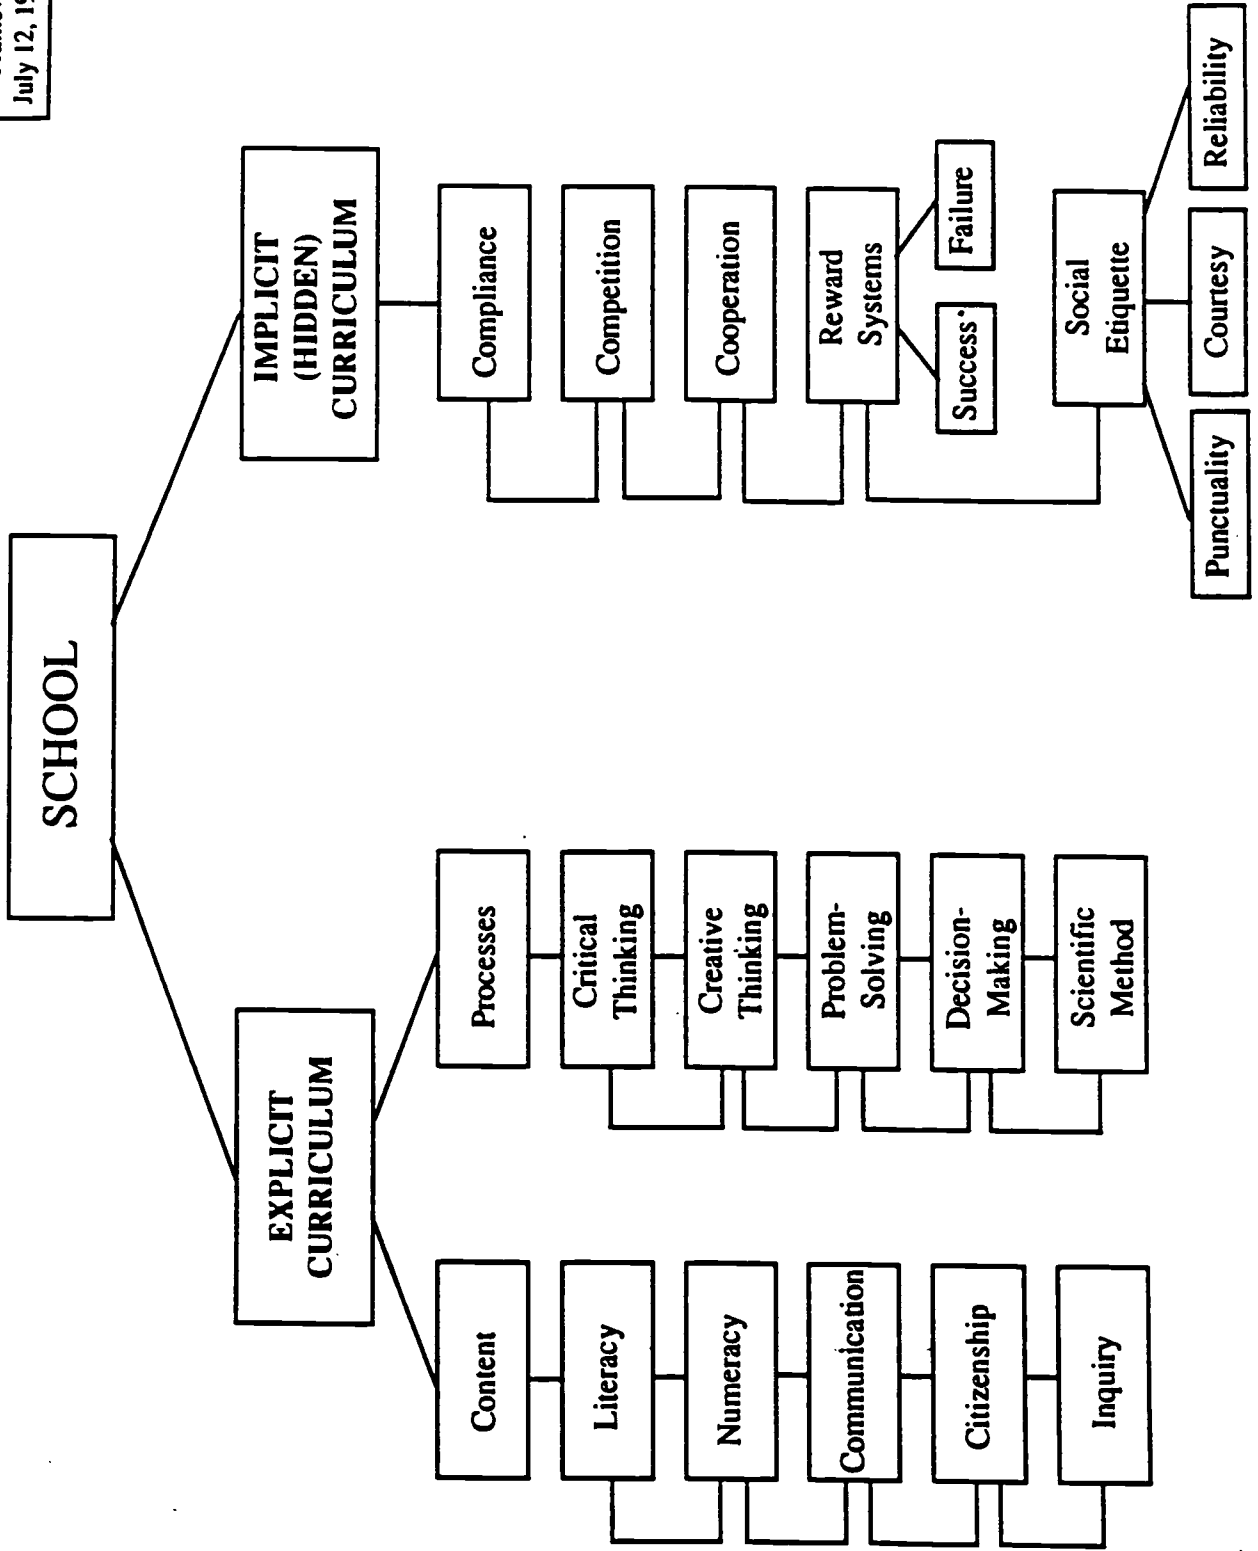 July 12, 19
SCHOOL
EXPLICIT
CURRICULUM
IMPLICIT
(HIDDEN)
CURRICULUM
Content
Literacy
Numeracy
Communication
Citizenship
Inquiry
Processes
Critical
Thinking
Creative
Thinking
Problem-
Solving
Decision-
Making
Scientific
Method
Compliance
Competition
Cooperation
Reward
Systems
Success
Failure
Social
Etiquette
Punctuality
Courtesy
Reliability